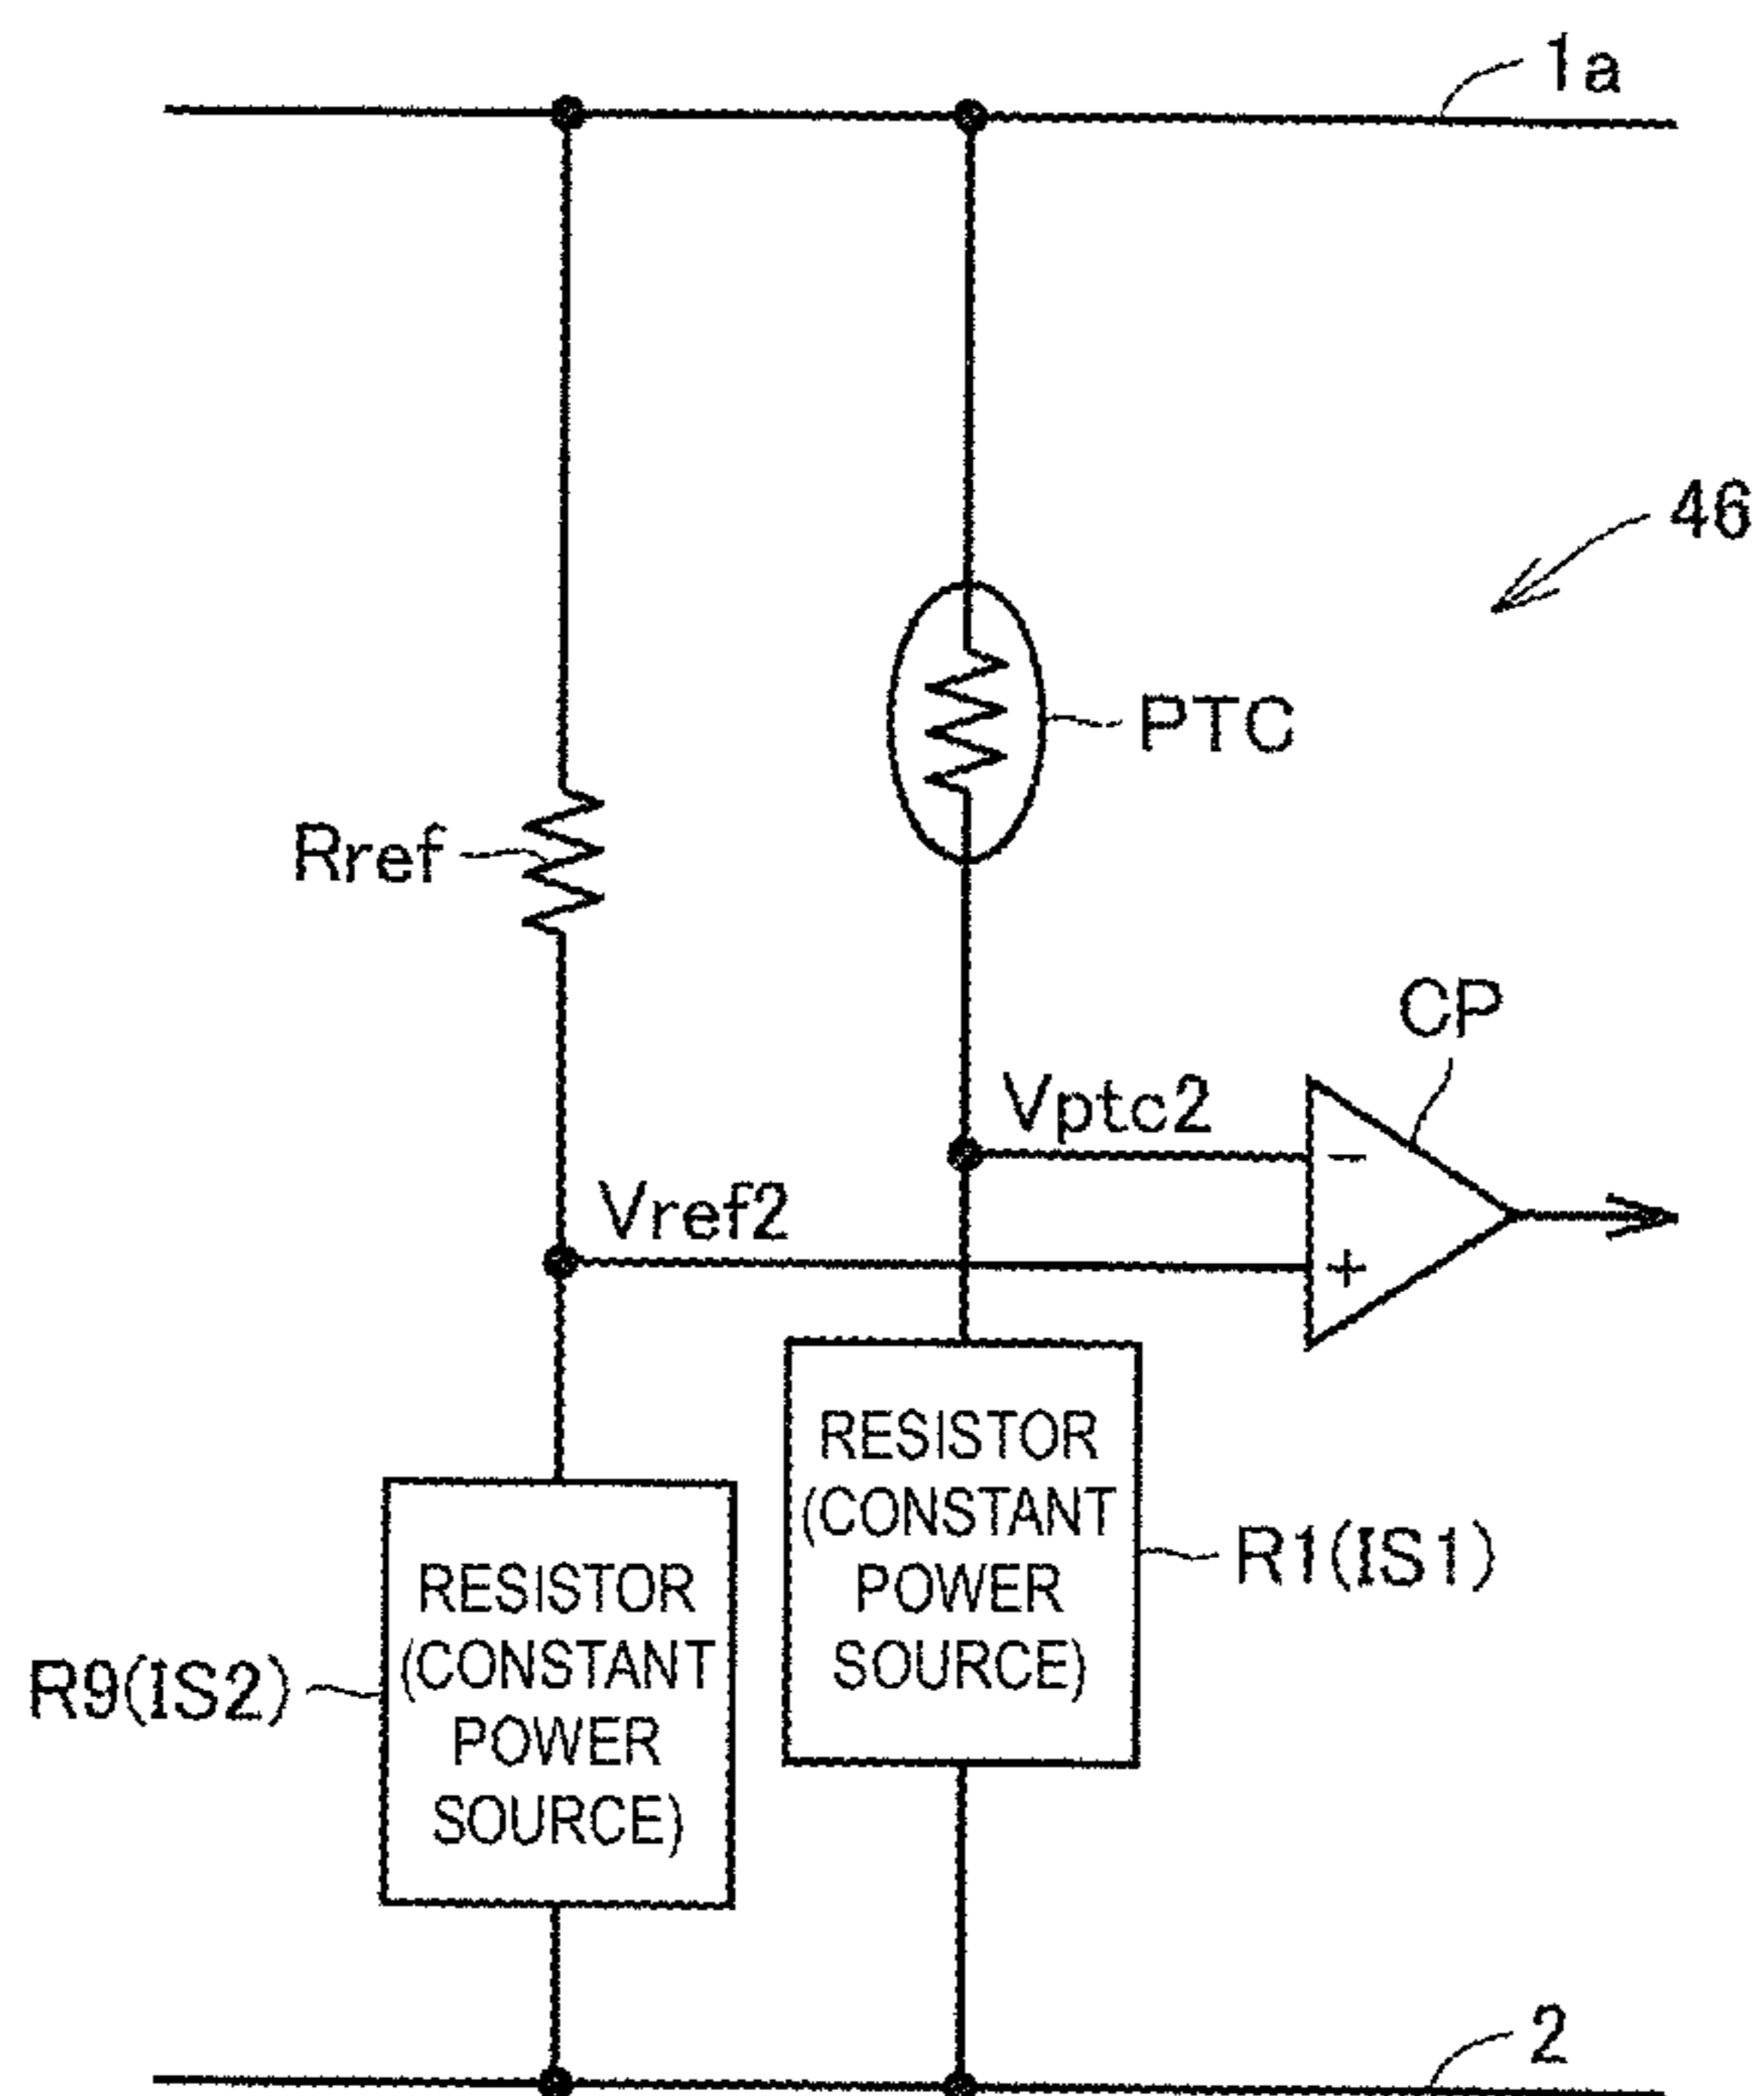 1a
46
PTC
Rref
CP
Vptc2
-
Vref2
+
RESISTOR
(CONSTANT
POWER
SOURCE)
R1(IS1)
RESISTOR
(CONSTANT
POWER
SOURCE)
R9(IS2)
2